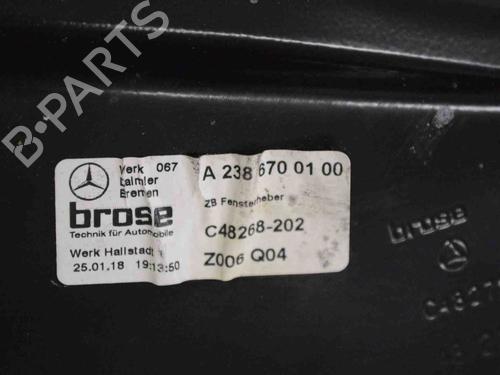 B-PARTS
Werk 067
Daimler
Bremen
brose
Technik für Automobile
Werk Hallstadt
25.01.18 19:13:50
A 238 670 01 00
ZB Fensterheber
C48268-202
Z006 Q04
brose